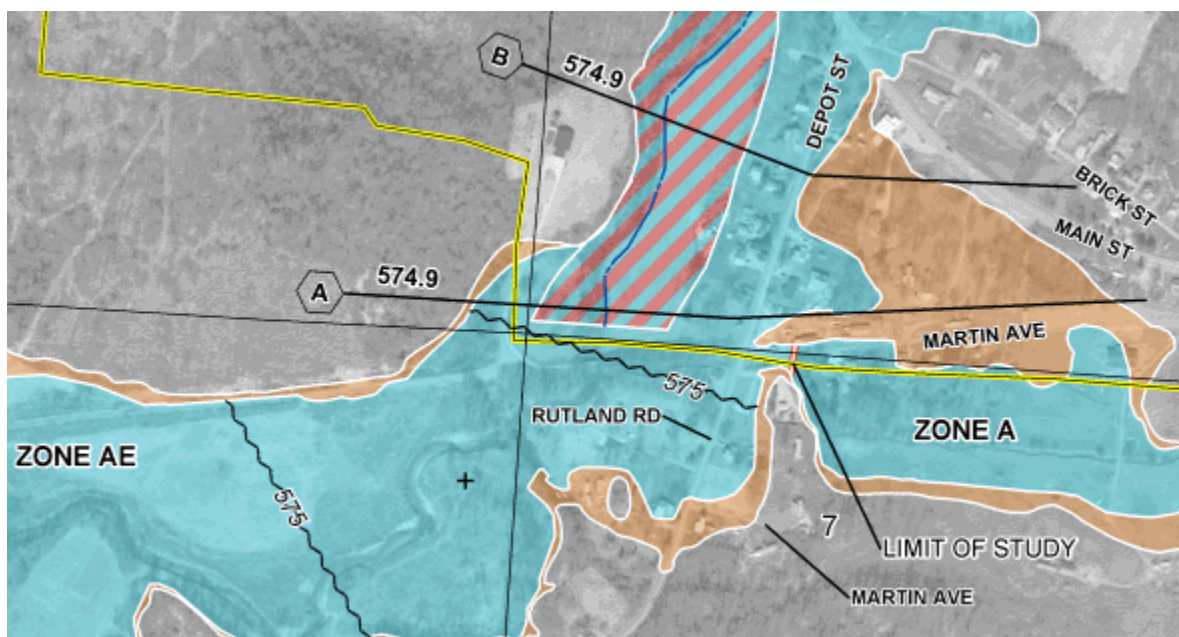 B
574.9
DEPOT ST
BRICK ST
MAIN ST
A
574.9
MARTIN AVE
575
RUTLAND RD
ZONE A
ZONE AE
575
7
LIMIT OF STUDY
MARTIN AVE